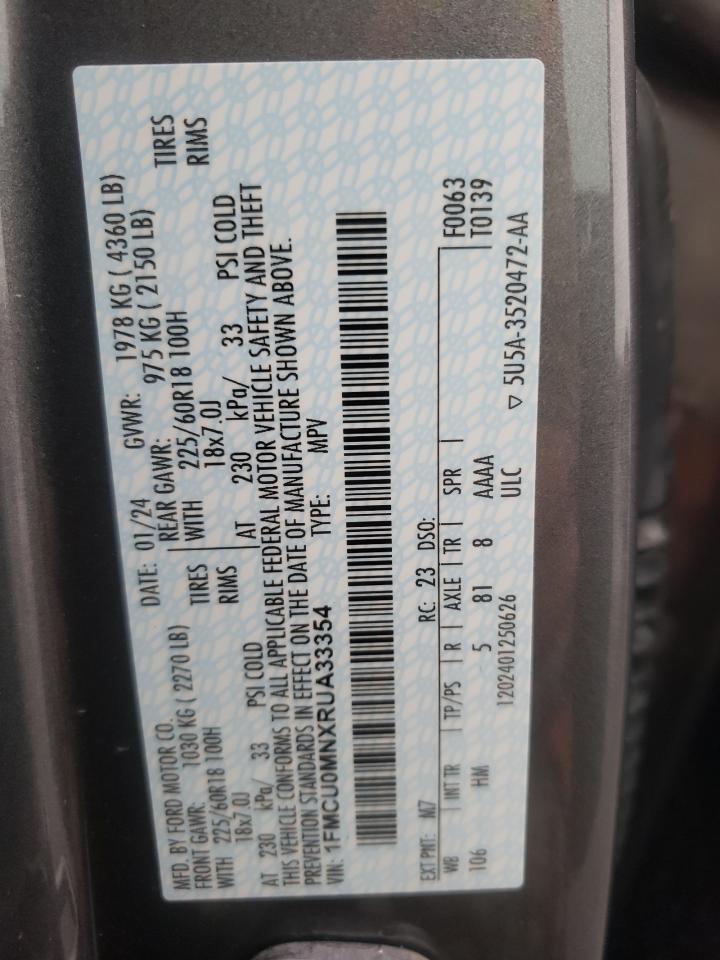 MFD. BY FORD MOTOR CO.
DATE: 01/24 GVWR: 1978 KG ( 4360 LB)
FRONT GAWR: 1030 KG ( 2270 LB) REAR GAWR: 975 KG ( 2150 LB)
WITH 225/60R18 100H TIRES WITH 225/60R18 100H TIRES
18x7.0J RIMS 18x7.0J RIMS
AT 230 kPa/ 33 PSI COLD AT 230 kPa/ 33 PSI COLD
THIS VEHICLE CONFORMS TO ALL APPLICABLE FEDERAL MOTOR VEHICLE SAFETY AND THEFT
PREVENTION STANDARDS IN EFFECT ON THE DATE OF MANUFACTURE SHOWN ABOVE.
VIN: 1FMCU0MNXRUA33354 TYPE: MPV
EXT PNT: M7 RC: 23 DSO: F0063
WB INT TR TP/PS R AXLE TR SPR T0139
106 HM 5 81 8 AAAA
1202401250626 ULC
▽ 5U5A-3520472-AA